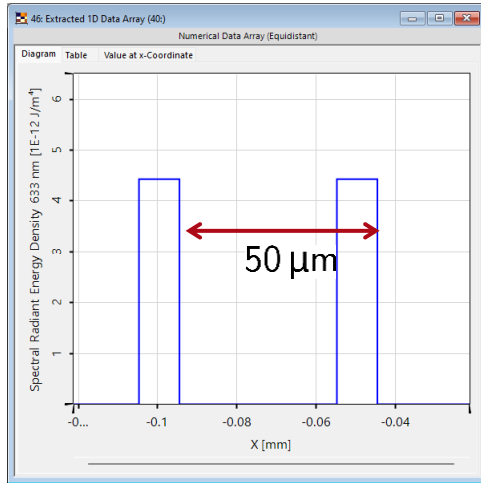 46: Extracted 1D Data Array (40:)
Numerical Data Array (Equidistant)
Diagram Table Value at x-Coordinate
Spectral Radiant Energy Density 633 nm [1E-12 J/m⁴]
6
5
4
3
2
1
50 µm
-0... -0.1 -0.08 -0.06 -0.04
X [mm]